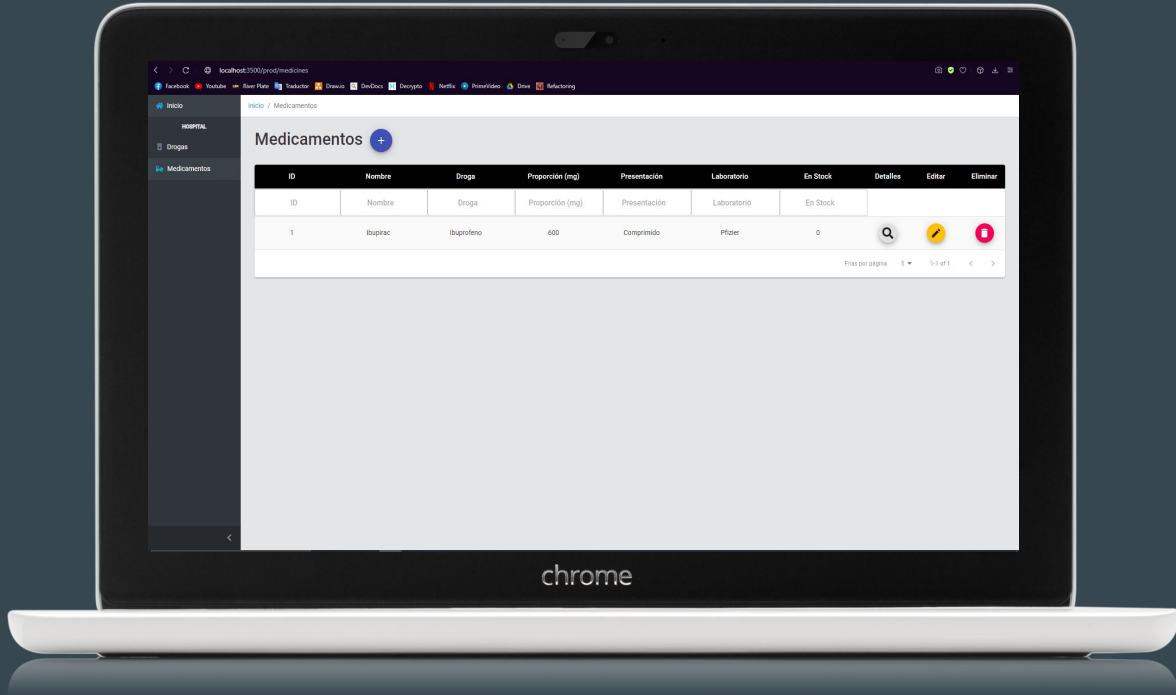 localhost:3500/prod/medicines
Facebook Youtube River Plate Traductor Draw.io DevDocs Decrypto Netflix PrimeVideo Drive Refactoring
Inicio
Inicio / Medicamentos
HOSPITAL
Drogas
Medicamentos
Medicamentos +
ID Nombre Droga Proporción (mg) Presentación Laboratorio En Stock Detalles Editar Eliminar
ID Nombre Droga Proporción (mg) Presentación Laboratorio En Stock
1 Ibupirac Ibuprofeno 600 Comprimido Pfizier 0
por página 5 1-1 of 1
chrome